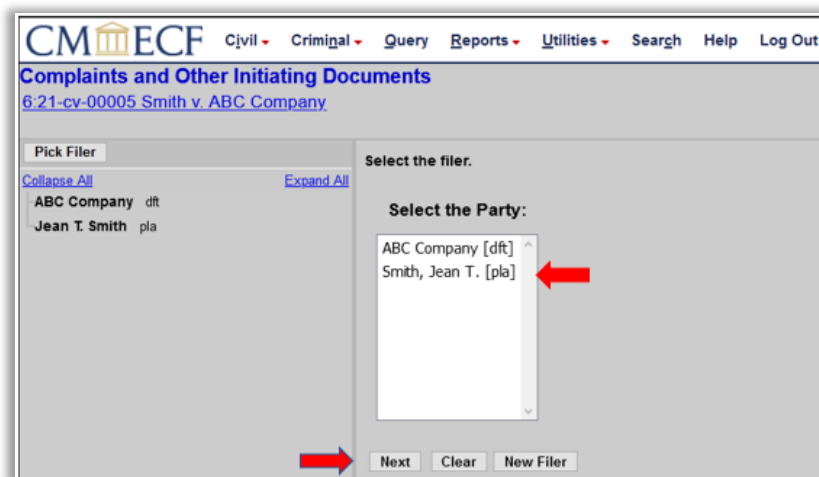 CM ECF Civil Criminal Query Reports Utilities Search Help Log Out
Complaints and Other Initiating Documents
6:21-cv-00005 Smith v. ABC Company
Pick Filer
Collapse All Expand All
ABC Company dft
Jean T. Smith pla
Select the filer.
Select the Party:
ABC Company [dft]
Smith, Jean T. [pla]
Next Clear New Filer